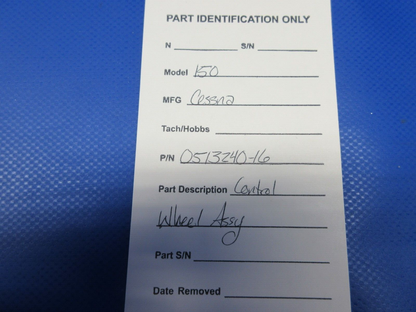 PART IDENTIFICATION ONLY
N S/N
Model 150
MFG Cessna
Tach/Hobbs
P/N 0513240-16
Part Description Control
Wheel Assy
Part S/N
Date Removed